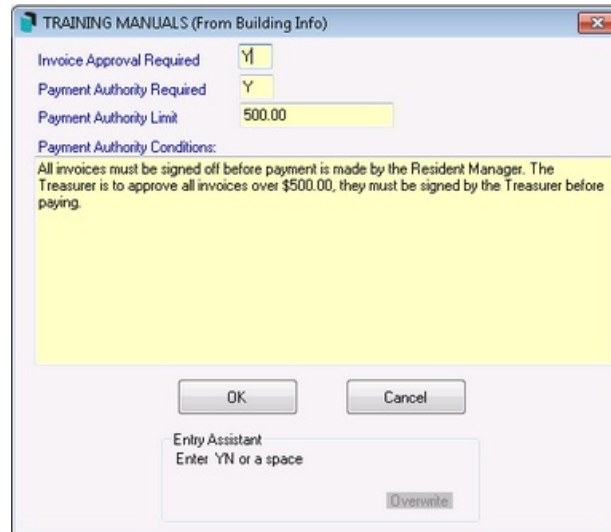 TRAINING MANUALS (From Building Info)
Invoice Approval Required Y
Payment Authority Required Y
Payment Authority Limit 500.00
Payment Authority Conditions:
All invoices must be signed off before payment is made by the Resident Manager. The
Treasurer is to approve all invoices over $500.00, they must be signed by the Treasurer before
paying.
OK Cancel
Entry Assistant
Enter YN or a space
Overwrite